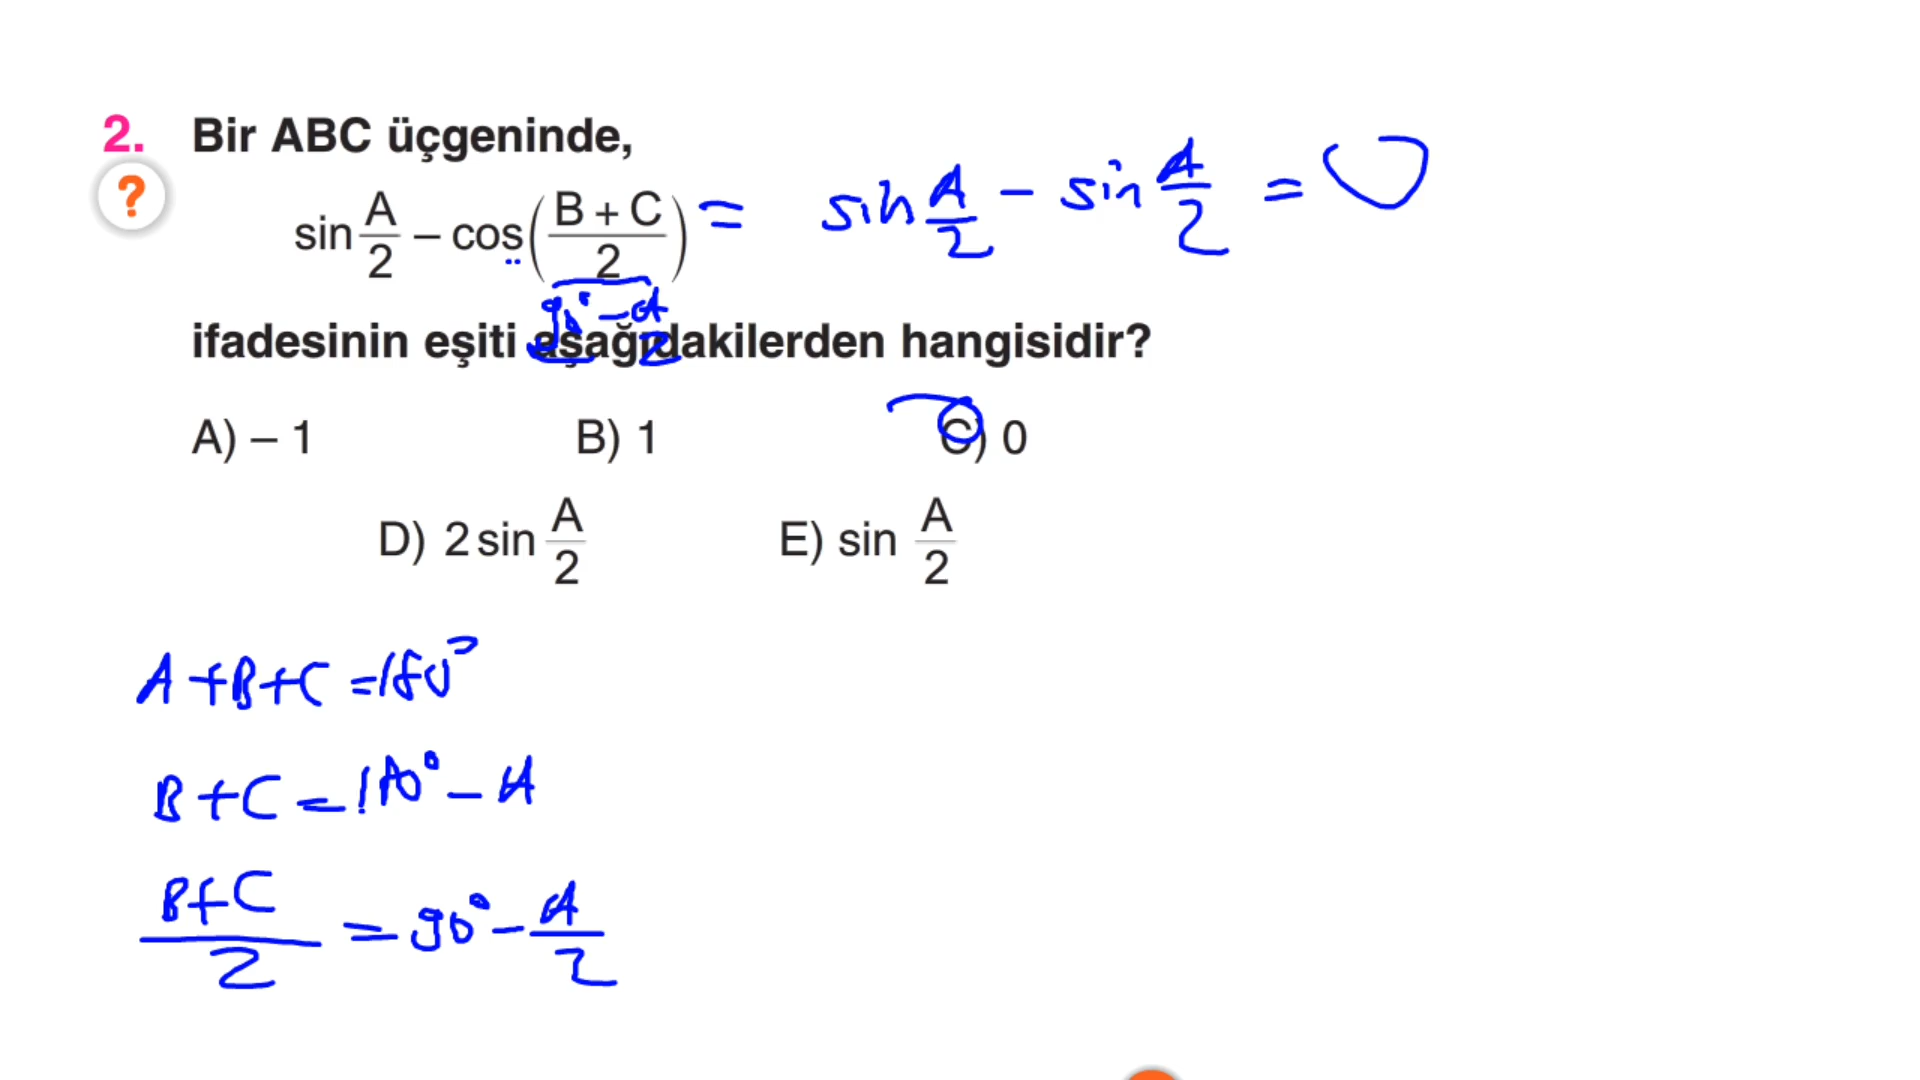 2. Bir ABC üçgeninde,
?
sin A/2 – cos((B + C)/2) = sin A/2 – sin A/2 = 0
90° – A/2
ifadesinin eşiti aşağıdakilerden hangisidir?
A) – 1 B) 1 C) 0
D) 2 sin A/2 E) sin A/2
A + B + C = 180°
B + C = 180° – A
(B + C)/2 = 90° – A/2